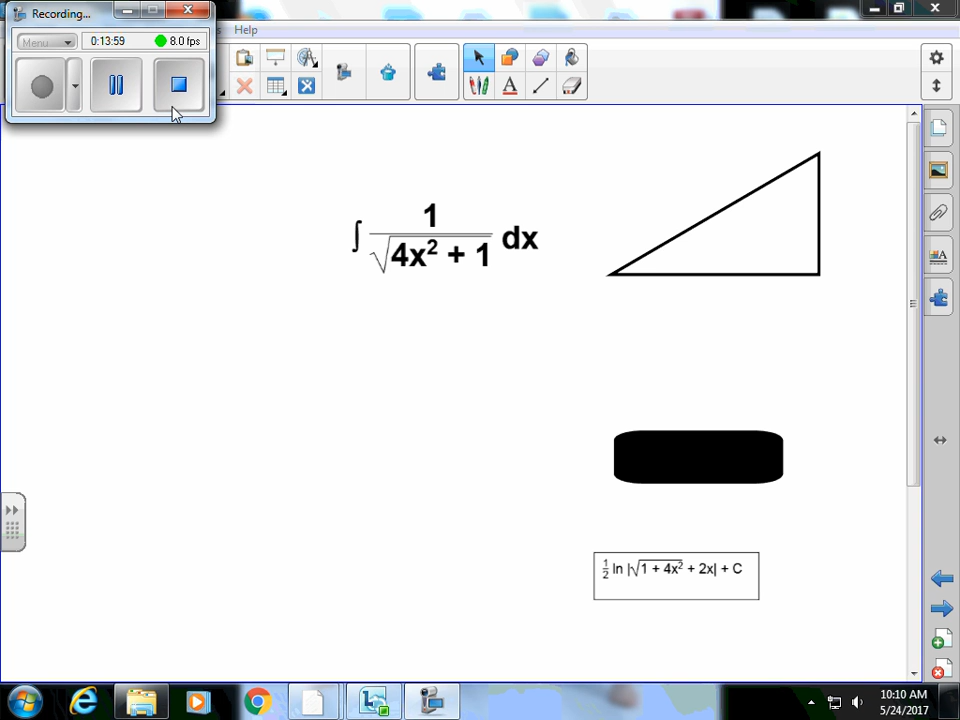 Recording...
Menu
0:13:59
8.0 fps
Help
∫ 1/√(4x² + 1) dx
½ ln |√(1 + 4x²) + 2x| + C
10:10 AM
5/24/2017